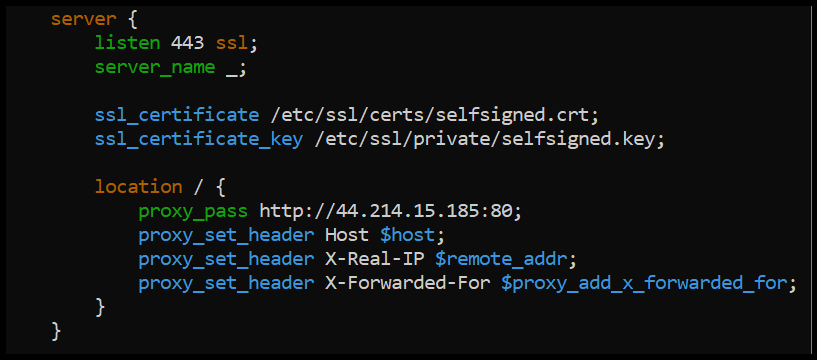 server {
listen 443 ssl;
server_name _;
ssl_certificate /etc/ssl/certs/selfsigned.crt;
ssl_certificate_key /etc/ssl/private/selfsigned.key;
location / {
proxy_pass http://44.214.15.185:80;
proxy_set_header Host $host;
proxy_set_header X-Real-IP $remote_addr;
proxy_set_header X-Forwarded-For $proxy_add_x_forwarded_for;
}
}